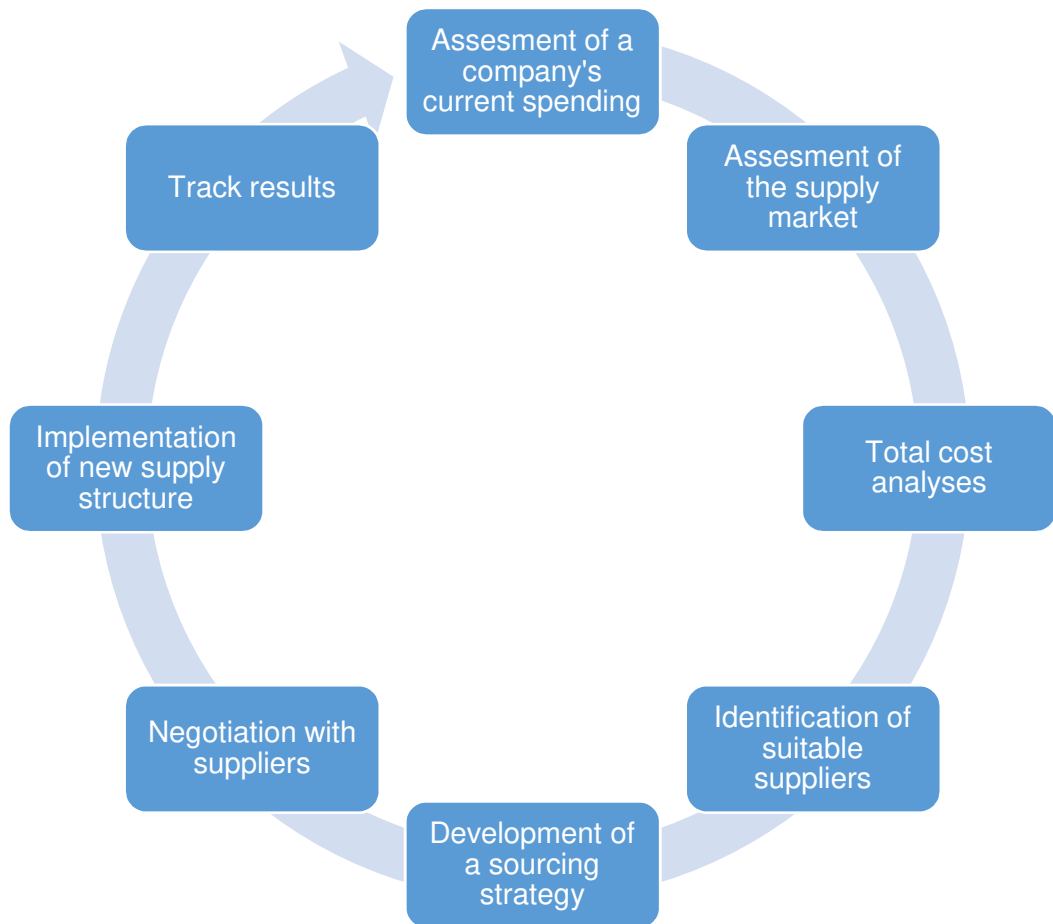 Assesment of a
company's
current spending
Assesment of
the supply
market
Total cost
analyses
Identification of
suitable
suppliers
Development of
a sourcing
strategy
Negotiation with
suppliers
Implementation
of new supply
structure
Track results